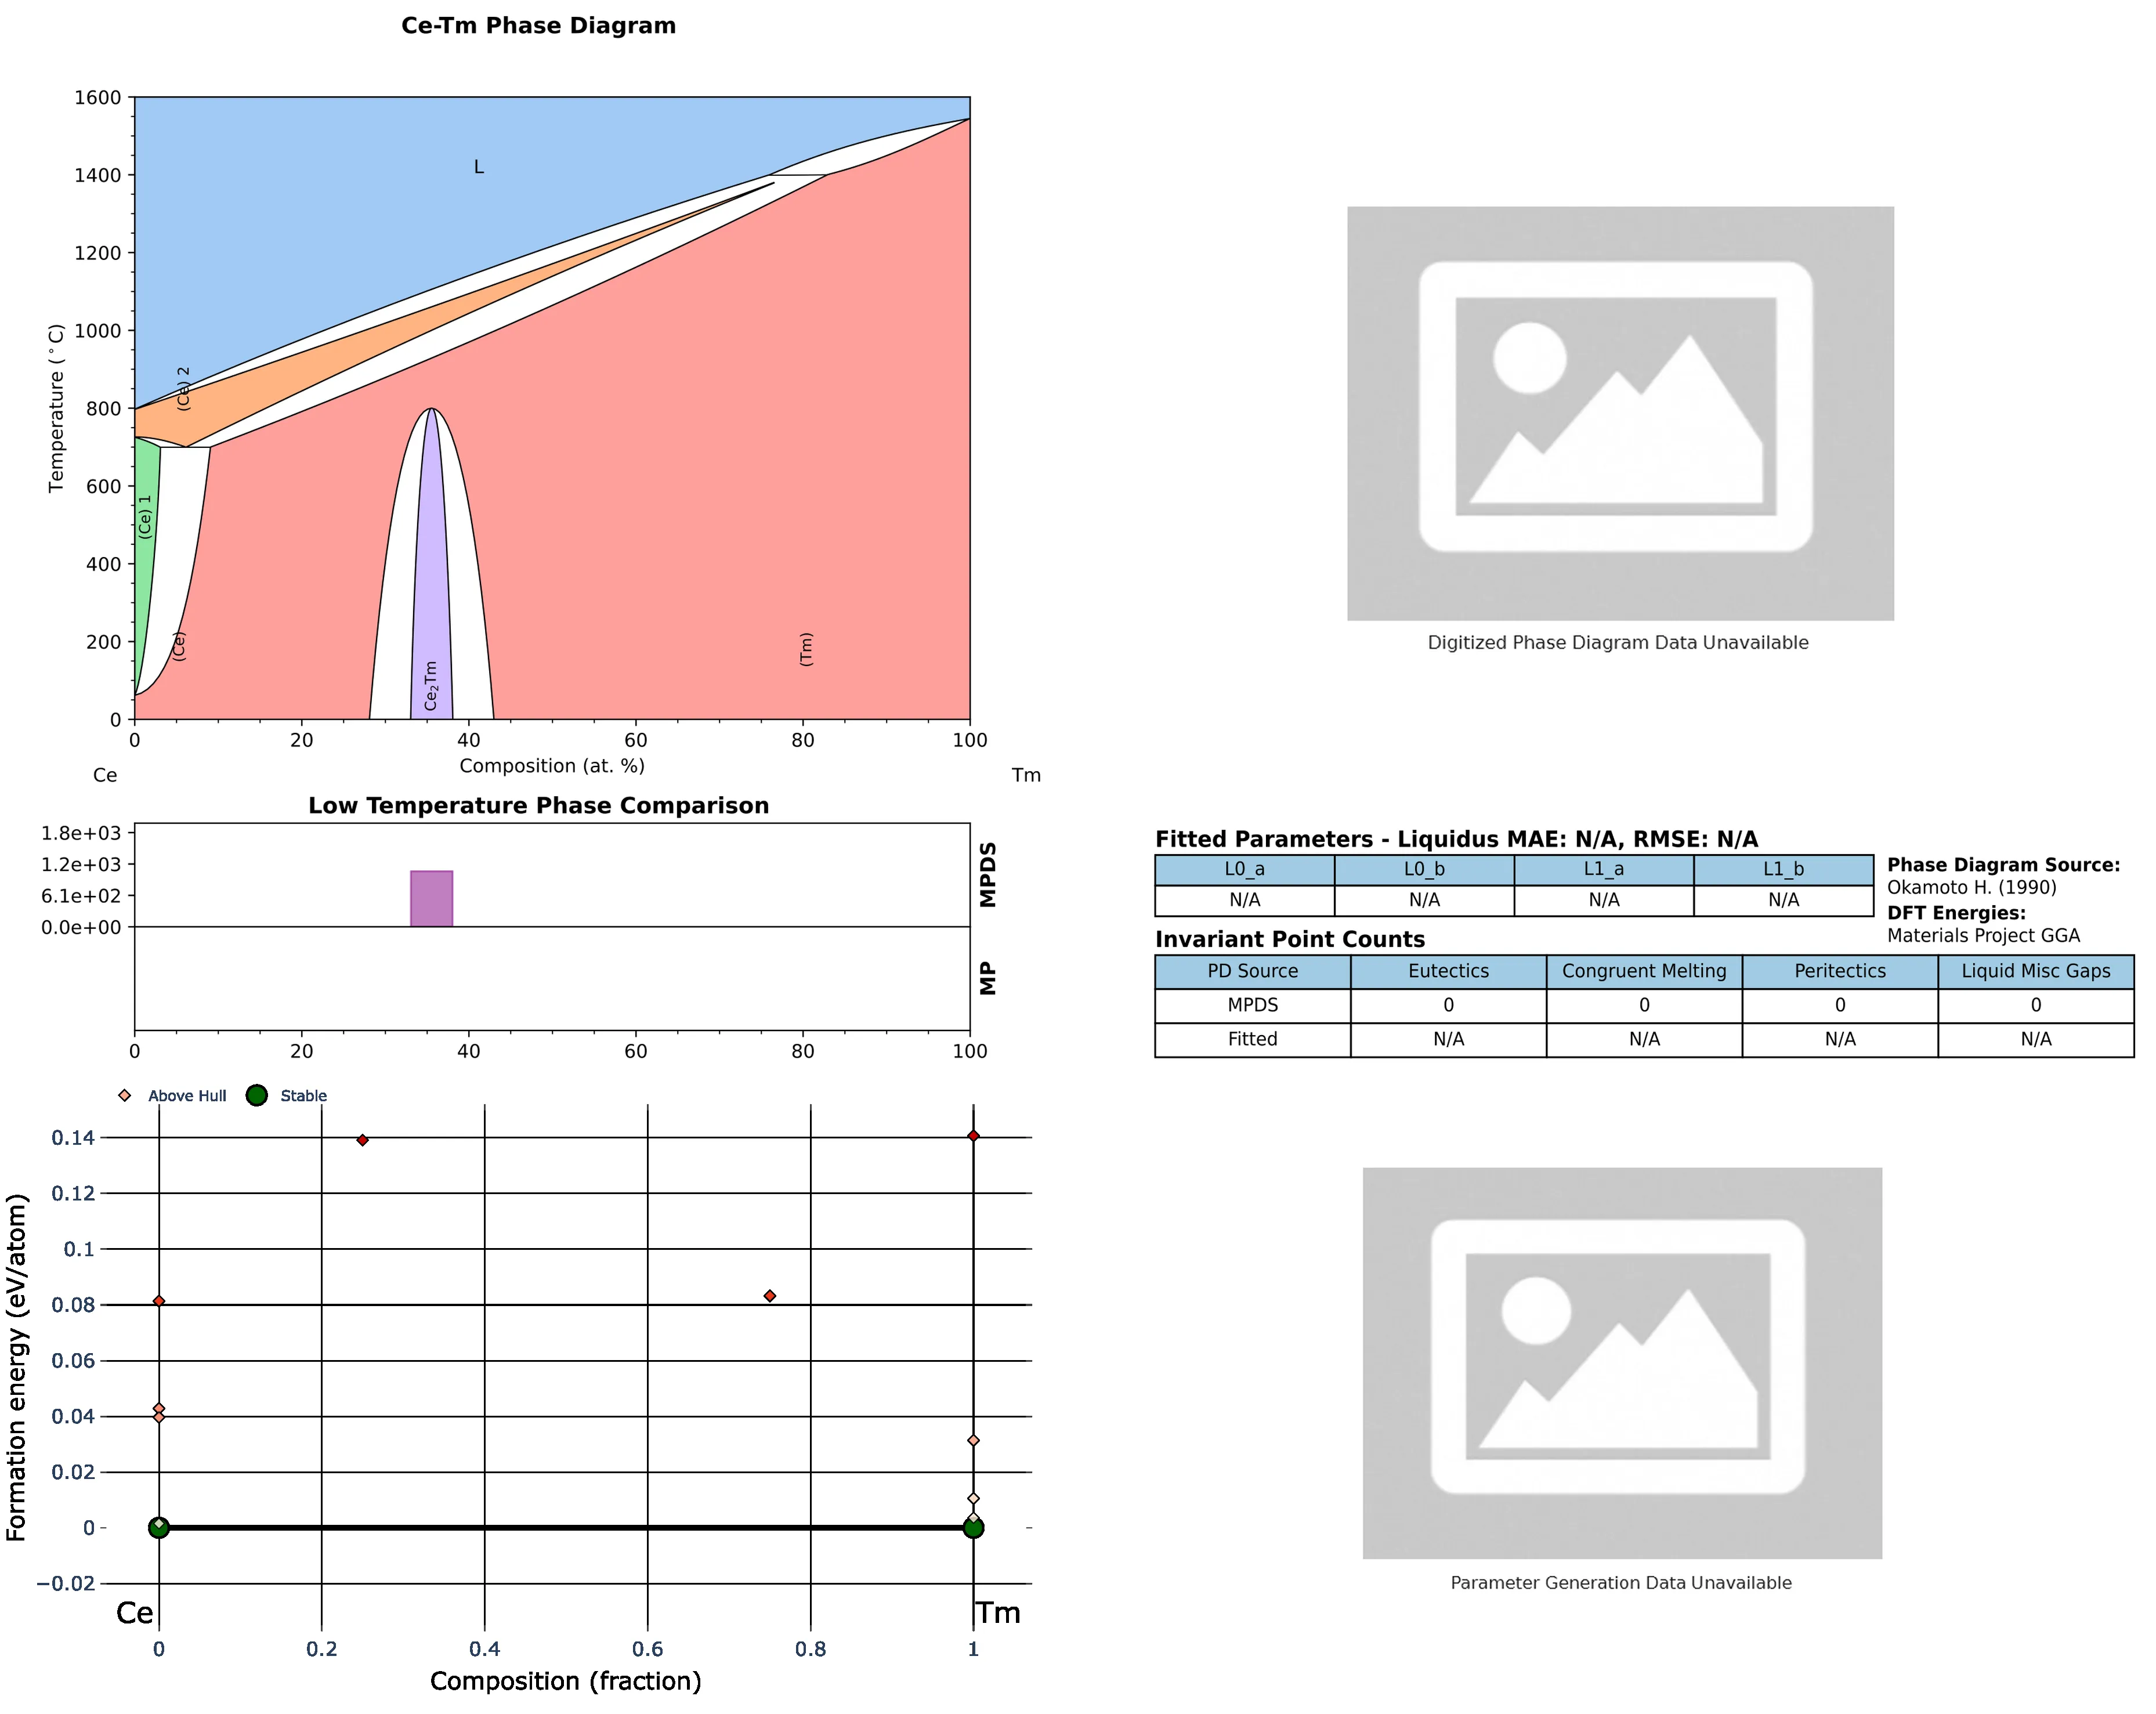 Ce-Tm Phase Diagram
1600
1400
1200
1000
800
600
400
200
0
Temperature (°C)
L
(Ce) 2
(Ce) 1
(Ce)
Ce₂Tm
(Tm)
0 20 40 60 80 100
Composition (at. %)
Ce Tm
Digitized Phase Diagram Data Unavailable
Low Temperature Phase Comparison
1.8e+03
1.2e+03
6.1e+02
0.0e+00
MPDS
MP
0 20 40 60 80 100
Fitted Parameters - Liquidus MAE: N/A, RMSE: N/A
L0_a L0_b L1_a L1_b
N/A N/A N/A N/A
Phase Diagram Source:
Okamoto H. (1990)
DFT Energies:
Materials Project GGA
Invariant Point Counts
PD Source Eutectics Congruent Melting Peritectics Liquid Misc Gaps
MPDS 0 0 0 0
Fitted N/A N/A N/A N/A
Above Hull Stable
0.14
0.12
0.1
0.08
0.06
0.04
0.02
0
−0.02
Formation energy (eV/atom)
Ce Tm
0 0.2 0.4 0.6 0.8 1
Composition (fraction)
Parameter Generation Data Unavailable